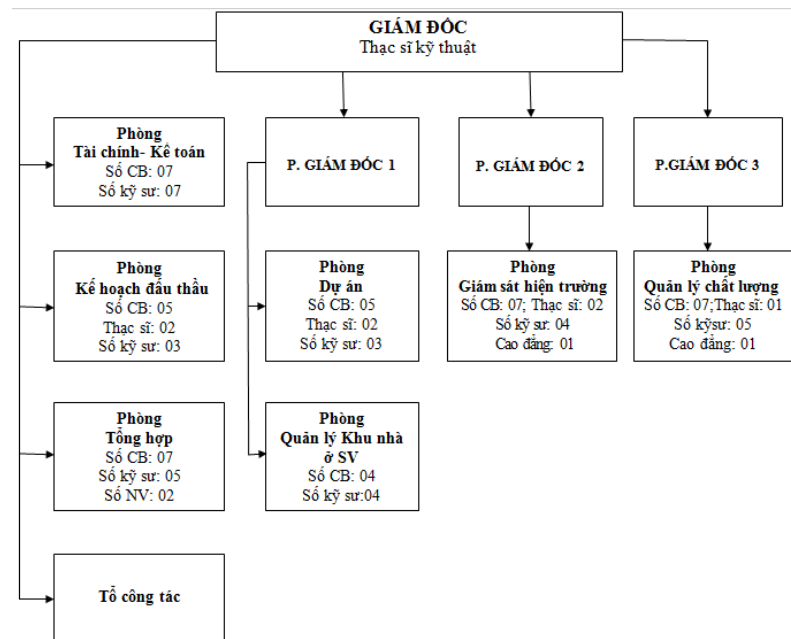 GIÁM ĐỐC
Thạc sĩ kỹ thuật
Phòng
Tài chính- Kế toán
Số CB: 07
Số kỹ sư: 07
P. GIÁM ĐỐC 1
P. GIÁM ĐỐC 2
P.GIÁM ĐỐC 3
Phòng
Kế hoạch đấu thầu
Số CB: 05
Thạc sĩ: 02
Số kỹ sư: 03
Phòng
Dự án
Số CB: 05
Thạc sĩ: 02
Số kỹ sư: 03
Phòng
Giám sát hiện trường
Số CB: 07; Thạc sĩ: 02
Số kỹ sư: 04
Cao đẳng: 01
Phòng
Quản lý chất lượng
Số CB: 07;Thạc sĩ: 01
Số kỹsư: 05
Cao đẳng: 01
Phòng
Tổng hợp
Số CB: 07
Số kỹ sư: 05
Số NV: 02
Phòng
Quản lý Khu nhà
ở SV
Số CB: 04
Số kỹ sư:04
Tổ công tác